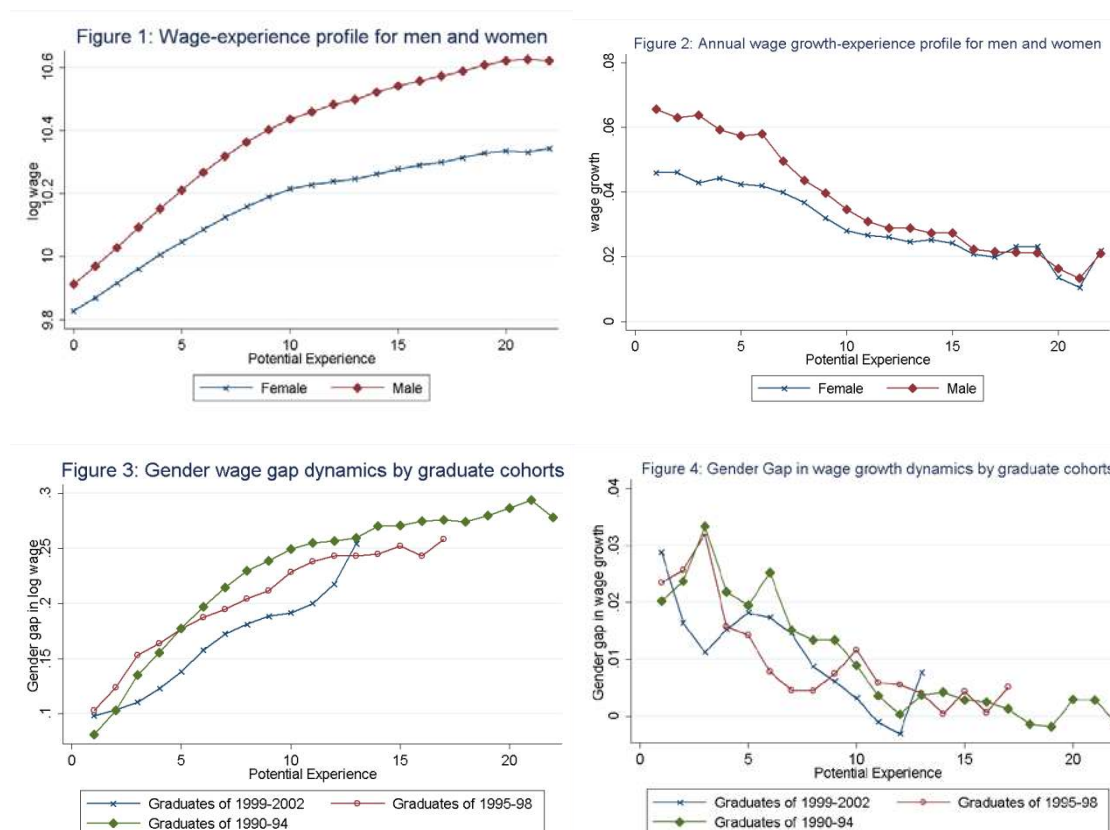 Figure 1: Wage-experience profile for men and women
log wage
9.8 10 10.2 10.4 10.6
0 5 10 15 20
Potential Experience
Female Male
Figure 2: Annual wage growth-experience profile for men and women
wage growth
0 .02 .04 .06 .08
0 5 10 15 20
Potential Experience
Female Male
Figure 3: Gender wage gap dynamics by graduate cohorts
Gender gap in log wage
.1 .15 .2 .25 .3
0 5 10 15 20
Potential Experience
Graduates of 1999-2002 Graduates of 1995-98
Graduates of 1990-94
Figure 4: Gender Gap in wage growth dynamics by graduate cohorts
Gender gap in wage growth
0 .01 .02 .03 .04
0 5 10 15 20
Potential Experience
Graduates of 1999-2002 Graduates of 1995-98
Graduates of 1990-94